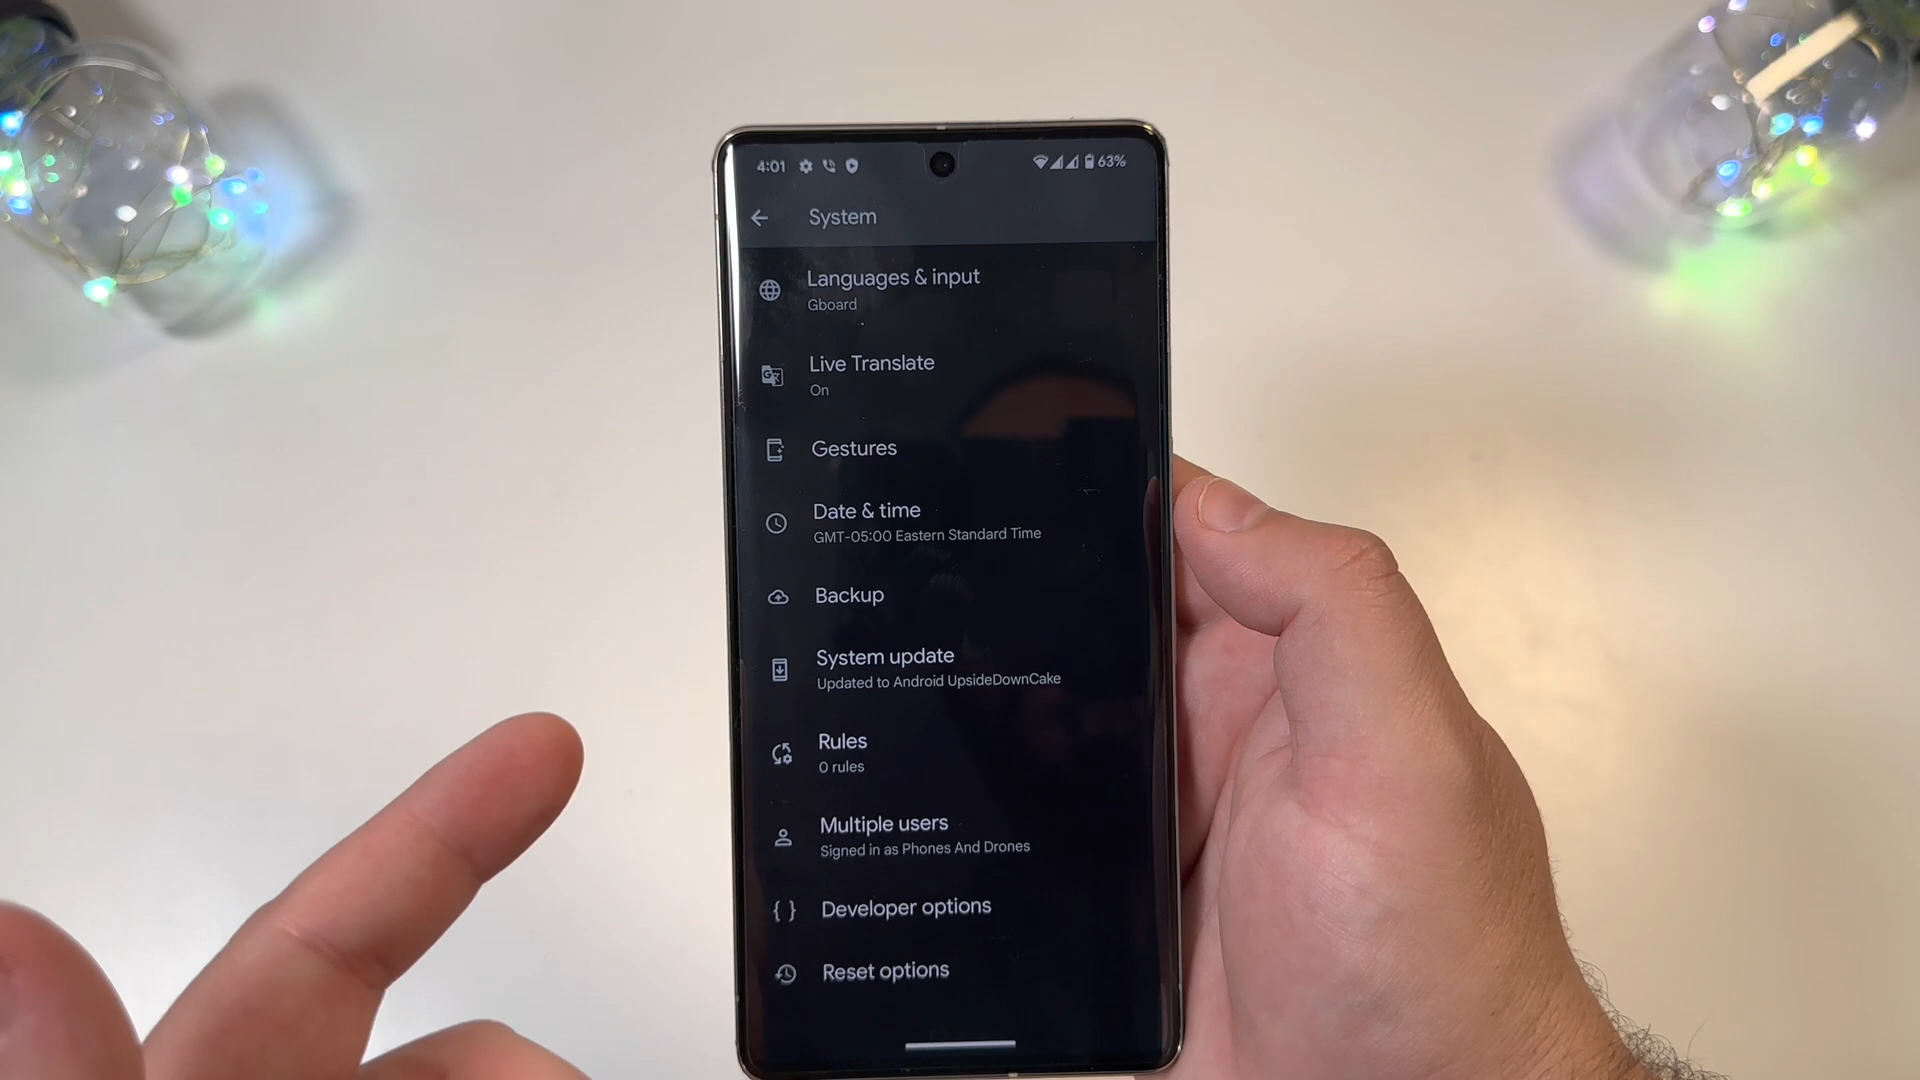 4:01
63%
System
Languages & input
Gboard
Live Translate
On
Gestures
Date & time
GMT-05:00 Eastern Standard Time
Backup
System update
Updated to Android UpsideDownCake
Rules
0 rules
Multiple users
Signed in as Phones And Drones
Developer options
Reset options